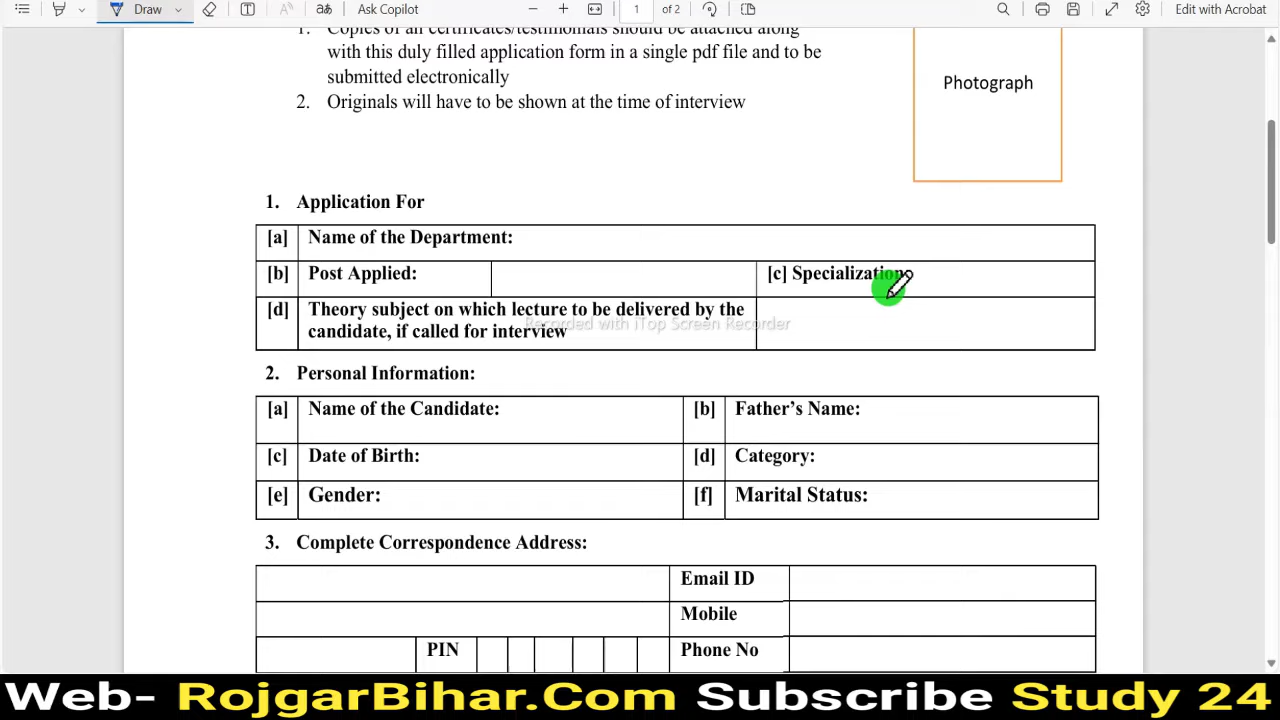 Draw
Ask Copilot
1
of 2
Edit with Acrobat
1. Copies of all certificates/testimonials should be attached along
with this duly filled application form in a single pdf file and to be
submitted electronically
2. Originals will have to be shown at the time of interview
Photograph
1. Application For
[a] Name of the Department:
[b] Post Applied: [c] Specialization
[d] Theory subject on which lecture to be delivered by the
candidate, if called for interview
Recorded with iTop Screen Recorder
2. Personal Information:
[a] Name of the Candidate: [b] Father’s Name:
[c] Date of Birth: [d] Category:
[e] Gender: [f] Marital Status:
3. Complete Correspondence Address:
Email ID
Mobile
PIN Phone No
Web- RojgarBihar.Com Subscribe Study 24